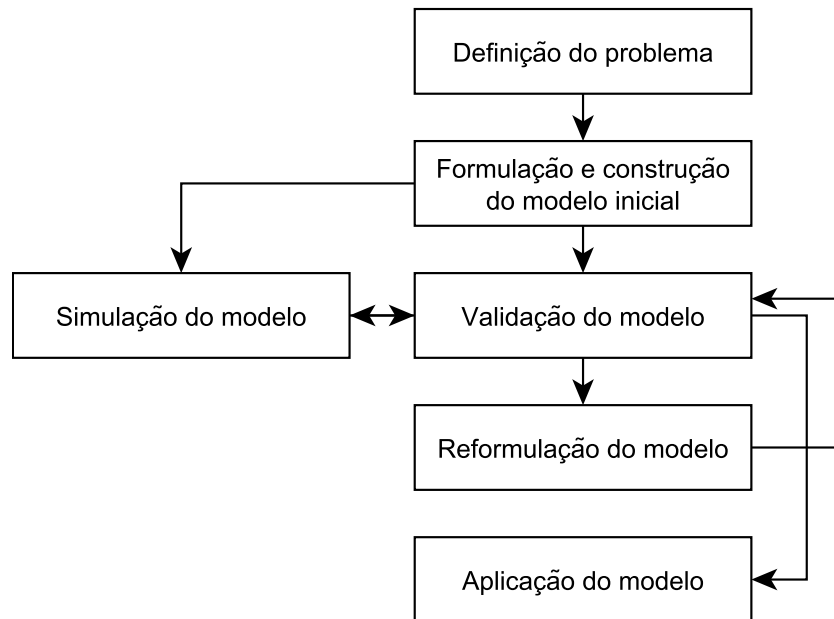 Definição do problema
Formulação e construção
do modelo inicial
Simulação do modelo
Validação do modelo
Reformulação do modelo
Aplicação do modelo